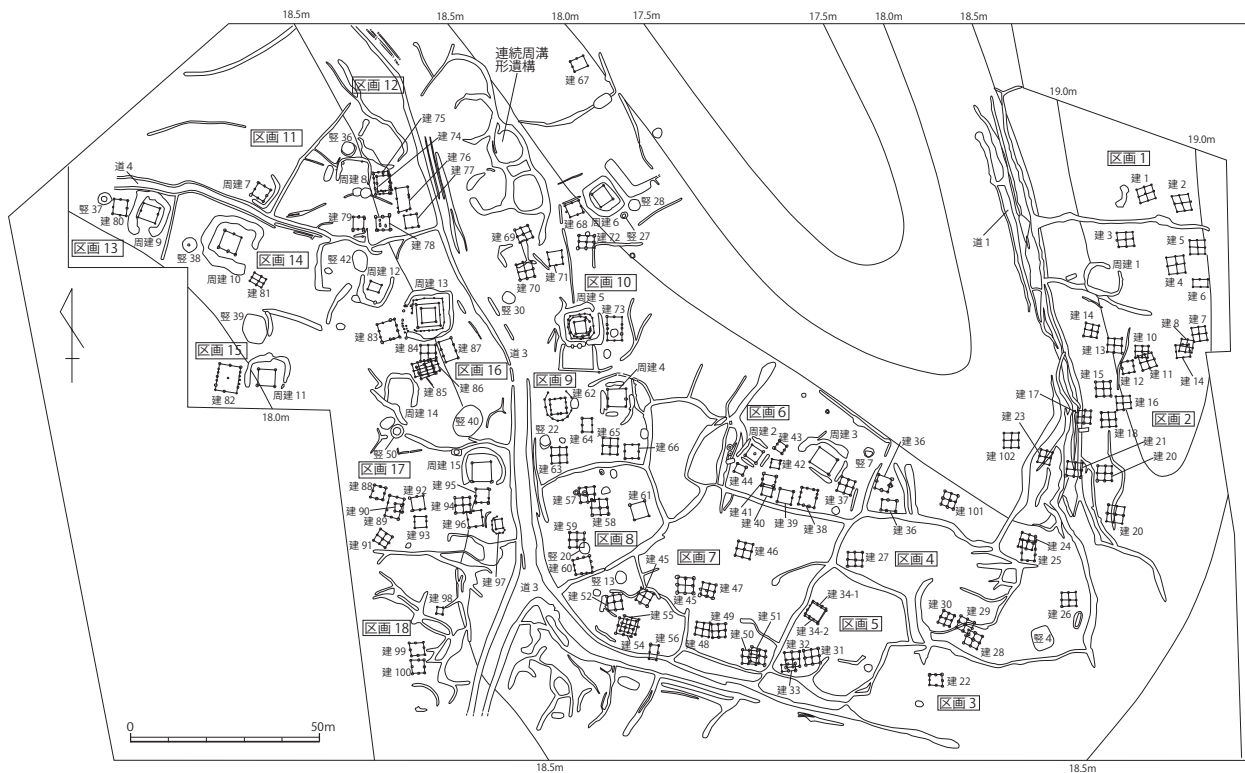 18.5m
18.5m
18.0m
17.5m
17.5m
18.0m
18.5m
連続周溝
形遺構
建 67
19.0m
19.0m
区画 12
建 75
建 74
建 76
建 77
区画 11
竪 36
周建 8
区画 1
建 1
建 2
道 4
周建 7
竪 37
建 80
周建 9
区画 13
竪 38
周建 10
区画 14
建 81
建 79
建 78
竪 42
周建 12
周建 13
建 68
周建 6
竪 28
竪 27
建 72
建 69
建 70
建 71
竪 30
区画 10
周建 5
建 73
道 1
建 3
周建 1
建 5
建 4
建 6
竪 39
区画 15
建 82
周建 11
18.0m
建 83
建 84
建 87
建 85
建 86
区画 16
道 3
周建 14
竪 40
竪 50
建 14
建 13
建 10
建 8
建 7
建 12
建 11
建 14
建 15
建 16
建 17
建 18
区画 2
建 23
建 102
建 21
建 20
建 20
区画 9
建 62
周建 4
竪 22
建 64
建 65
建 63
建 66
区画 6
周建 2
建 43
周建 3
建 36
竪 7
建 42
建 44
建 41
建 40
建 39
建 38
建 37
建 36
建 101
区画 17
周建 15
建 88
建 92
建 95
建 90
建 89
建 94
建 93
建 96
建 91
建 97
建 57
建 58
建 61
建 59
区画 8
竪 20
建 60
区画 7
建 46
建 27
区画 4
建 24
建 25
建 26
竪 13
建 45
建 52
建 45
建 47
建 55
建 54
建 56
建 49
建 48
建 51
建 50
建 34-1
建 34-2
区画 5
建 32
建 31
建 33
建 30
建 29
建 28
竪 4
建 22
区画 3
道 3
建 98
区画 18
建 99
建 100
0
50m
18.5m
18.5m